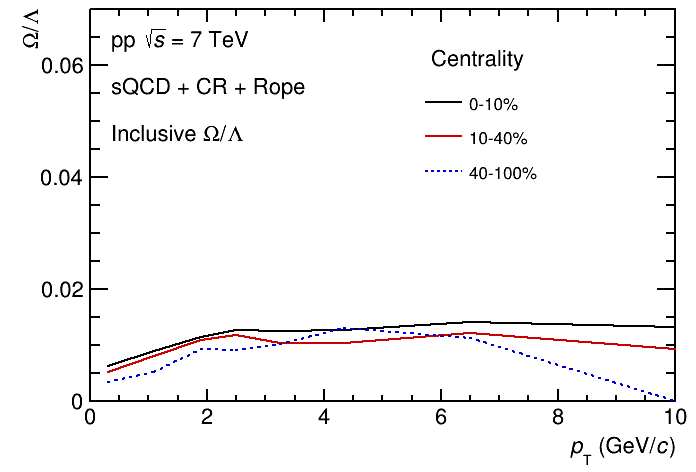 Ω/Λ
pp √s = 7 TeV
sQCD + CR + Rope
Inclusive Ω/Λ
Centrality
0-10%
10-40%
40-100%
0.06
0.04
0.02
0
0 2 4 6 8 10
p_T (GeV/c)